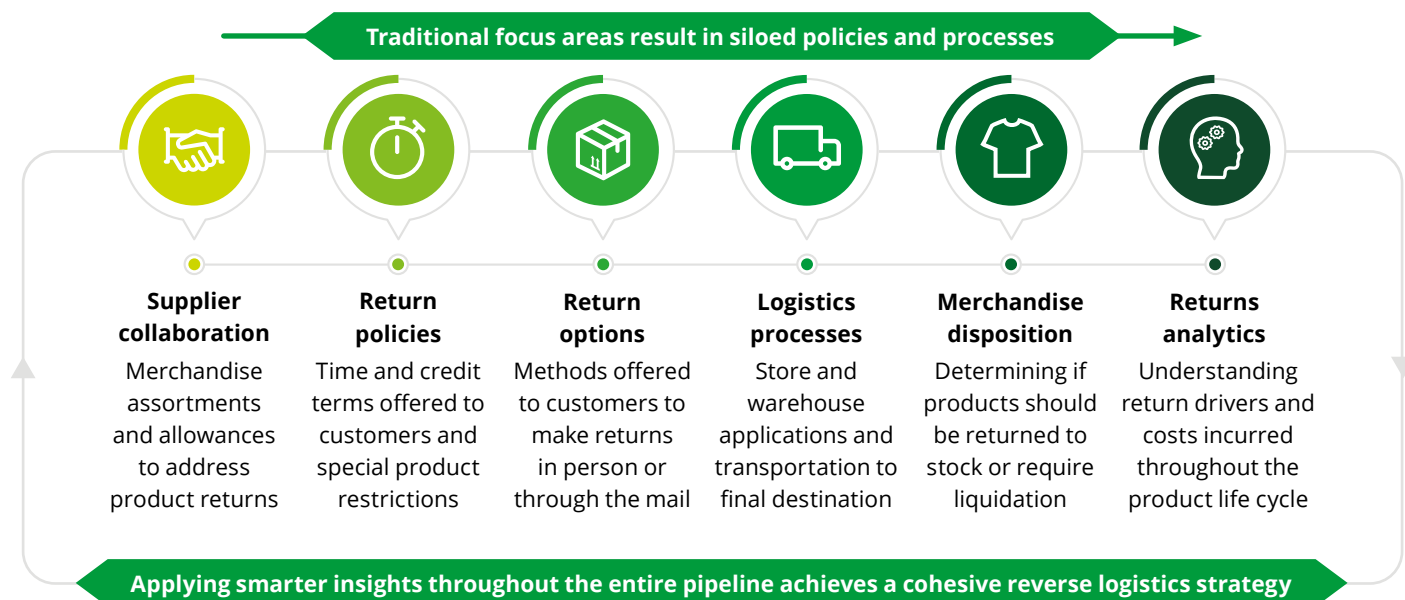 Traditional focus areas result in siloed policies and processes
Supplier
collaboration
Merchandise
assortments
and allowances
to address
product returns
Return
policies
Time and credit
terms offered to
customers and
special product
restrictions
Return
options
Methods offered
to customers to
make returns
in person or
through the mail
Logistics
processes
Store and
warehouse
applications and
transportation to
final destination
Merchandise
disposition
Determining if
products should
be returned to
stock or require
liquidation
Returns
analytics
Understanding
return drivers and
costs incurred
throughout the
product life cycle
Applying smarter insights throughout the entire pipeline achieves a cohesive reverse logistics strategy